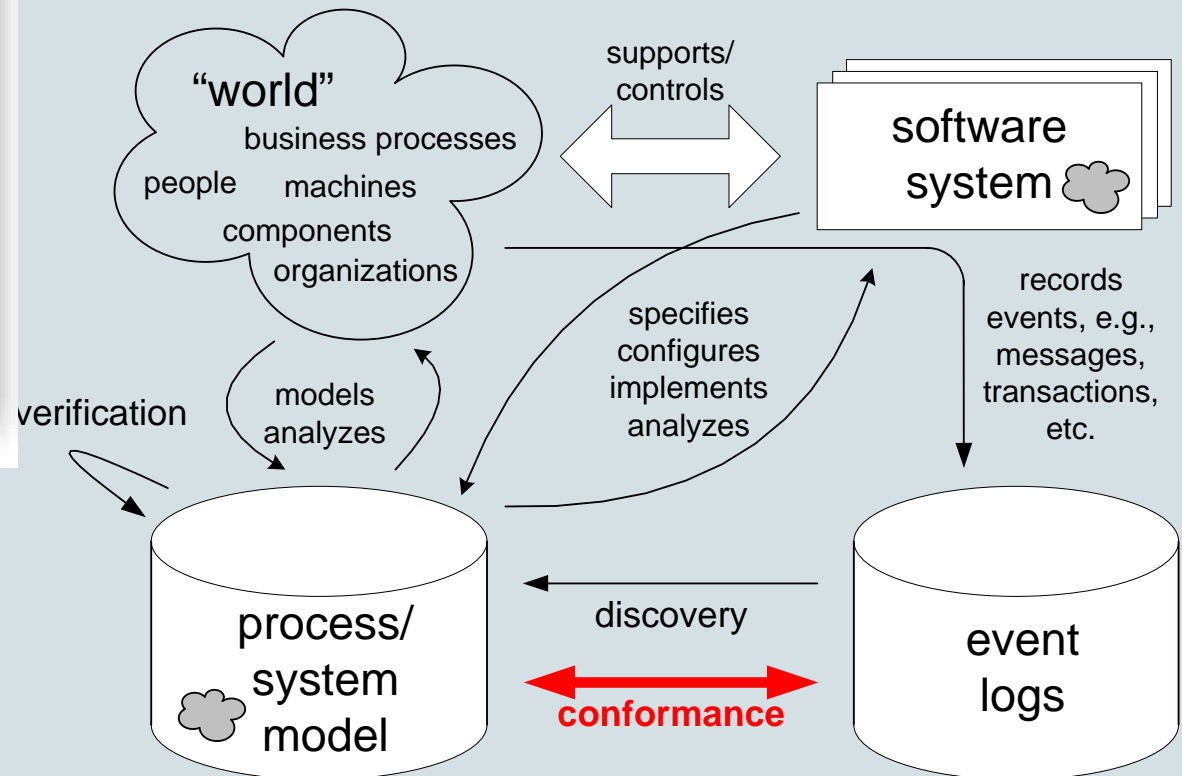 “world”
business processes
people machines
components
organizations
supports/
controls
software
system
records
events, e.g.,
messages,
transactions,
etc.
specifies
configures
implements
analyzes
models
analyzes
verification
discovery
conformance
process/
system
model
event
logs